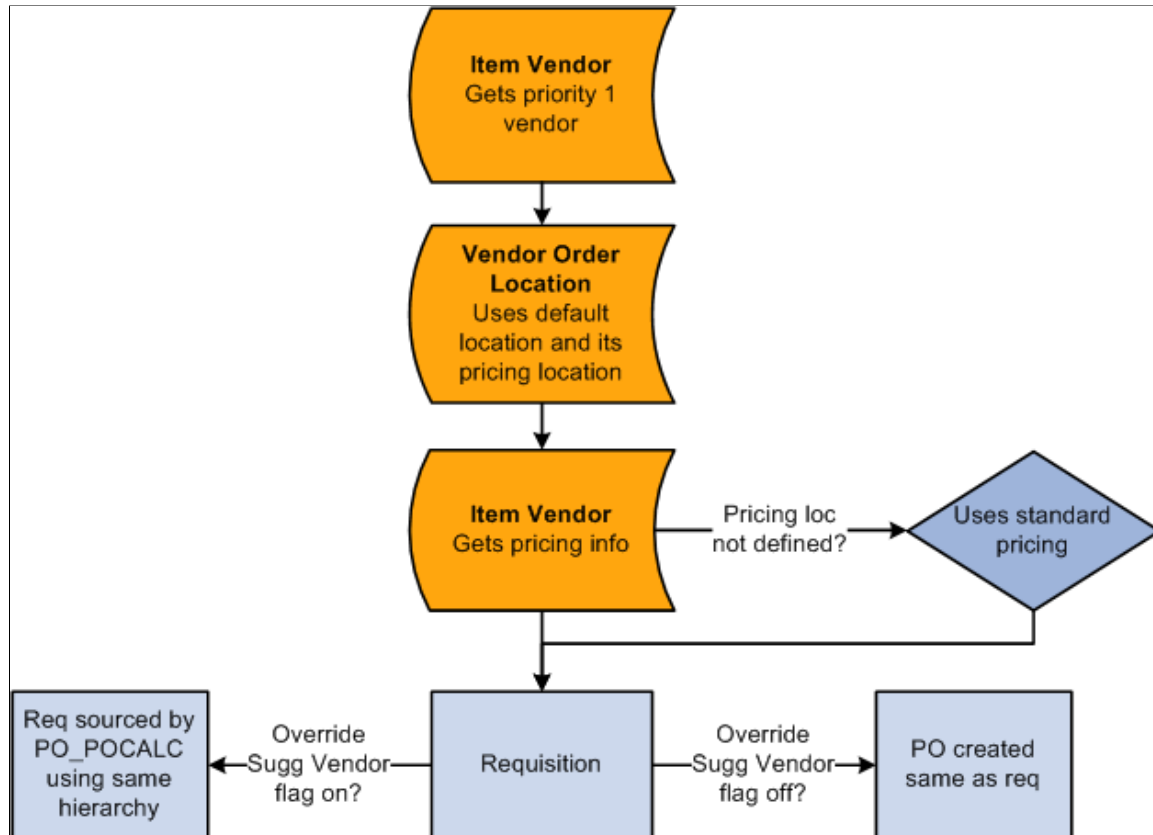 Item Vendor
Gets priority 1
vendor
Vendor Order
Location
Uses default
location and its
pricing location
Item Vendor
Gets pricing info
Pricing loc
not defined?
Uses standard
pricing
Req sourced by
PO_POCALC
using same
hierarchy
Override
Sugg Vendor
flag on?
Requisition
Override
Sugg Vendor
flag off?
PO created
same as req